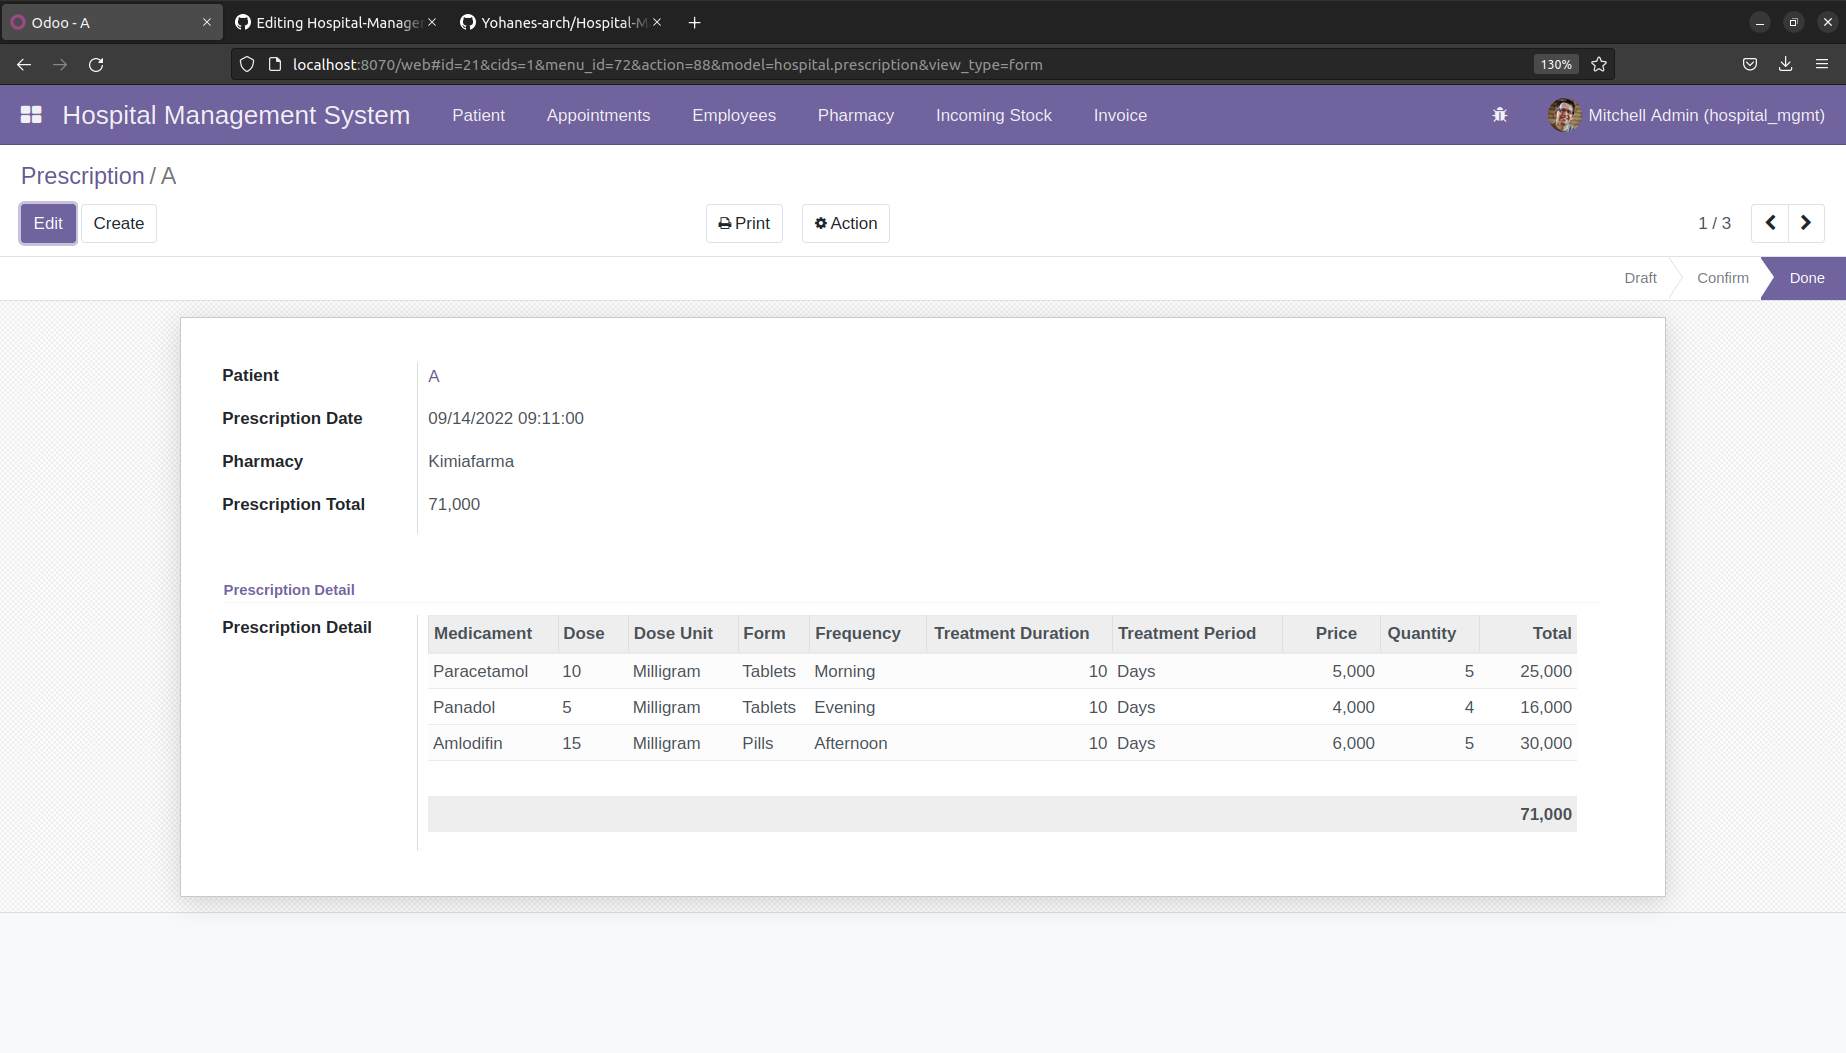 Odoo - A
Editing Hospital-Manage
Yohanes-arch/Hospital-M
localhost:8070/web#id=21&cids=1&menu_id=72&action=88&model=hospital.prescription&view_type=form
130%
Hospital Management System
Patient
Appointments
Employees
Pharmacy
Incoming Stock
Invoice
Mitchell Admin (hospital_mgmt)
Prescription / A
Edit
Create
Print
Action
1 / 3
Draft
Confirm
Done
Patient A
Prescription Date 09/14/2022 09:11:00
Pharmacy Kimiafarma
Prescription Total 71,000
Prescription Detail
Prescription Detail
Medicament Dose Dose Unit Form Frequency Treatment Duration Treatment Period Price Quantity Total
Paracetamol 10 Milligram Tablets Morning 10 Days 5,000 5 25,000
Panadol 5 Milligram Tablets Evening 10 Days 4,000 4 16,000
Amlodifin 15 Milligram Pills Afternoon 10 Days 6,000 5 30,000
71,000